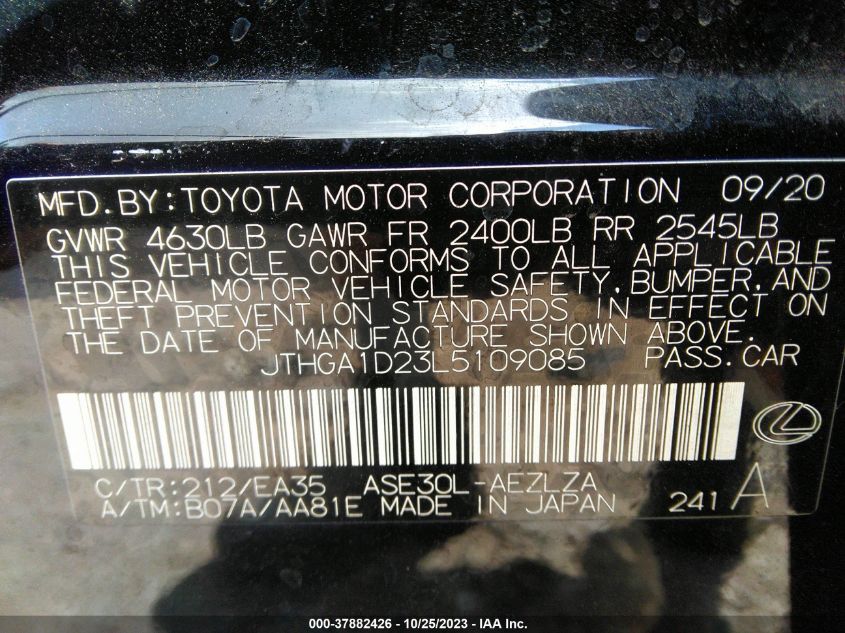 MFD.BY:TOYOTA MOTOR CORPORATION 09/20
GVWR 4630LB GAWR FR 2400LB RR 2545LB
THIS VEHICLE CONFORMS TO ALL APPLICABLE
FEDERAL MOTOR VEHICLE SAFETY,BUMPER,AND
THEFT PREVENTION STANDARDS IN EFFECT ON
THE DATE OF MANUFACTURE SHOWN ABOVE.
JTHGA1D23L5109085 PASS.CAR
C/TR:212/EA35 ASE30L-AEZLZA
A/TM:B07A/AA81E MADE IN JAPAN 241 A
000-37882426 - 10/25/2023 - IAA Inc.